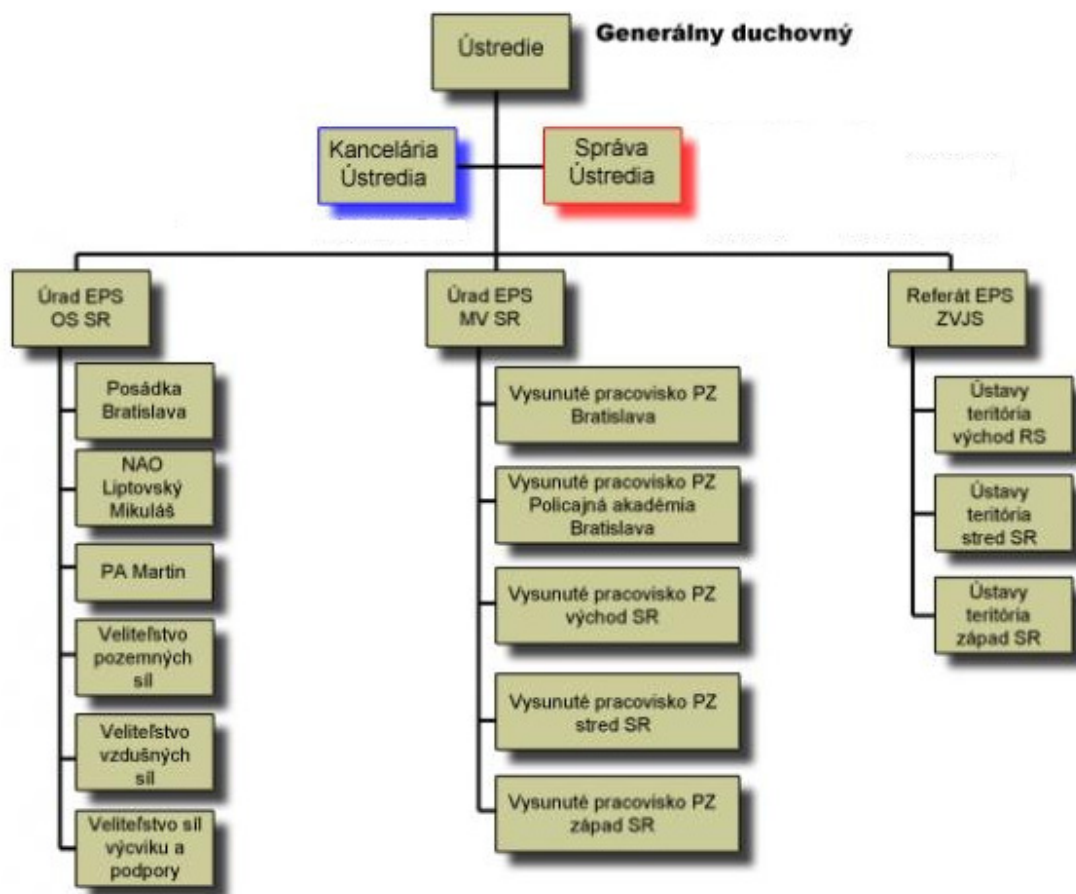 Ústredie
Generálny duchovný
Kancelária
Ústredia
Správa
Ústredia
Úrad EPS
OS SR
Posádka
Bratislava
NAO
Liptovský
Mikuláš
PA Martin
Veliteľstvo
pozemných
síl
Veliteľstvo
vzdušných
síl
Veliteľstvo síl
výcviku a
podpory
Úrad EPS
MV SR
Vysunuté pracovisko PZ
Bratislava
Vysunuté pracovisko PZ
Policajná akadémia
Bratislava
Vysunuté pracovisko PZ
východ SR
Vysunuté pracovisko PZ
stred SR
Vysunuté pracovisko PZ
západ SR
Referát EPS
ZVJS
Ústavy
teritória
východ RS
Ústavy
teritória
stred SR
Ústavy
teritória
západ SR